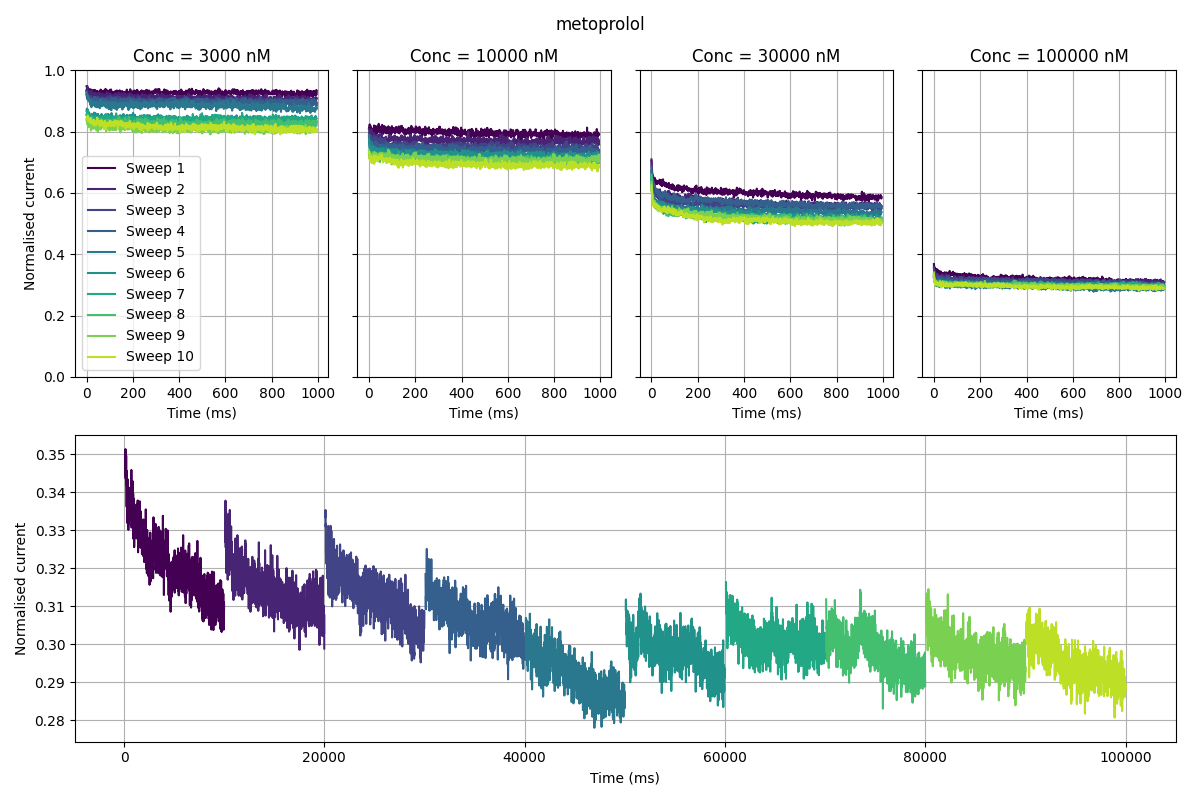 metoprolol
Conc = 3000 nM
Conc = 10000 nM
Conc = 30000 nM
Conc = 100000 nM
Normalised current
1.0
0.8
0.6
0.4
0.2
0.0
Sweep 1
Sweep 2
Sweep 3
Sweep 4
Sweep 5
Sweep 6
Sweep 7
Sweep 8
Sweep 9
Sweep 10
0 200 400 600 800 1000
0 200 400 600 800 1000
0 200 400 600 800 1000
0 200 400 600 800 1000
Time (ms)
Time (ms)
Time (ms)
Time (ms)
Normalised current
0.35
0.34
0.33
0.32
0.31
0.30
0.29
0.28
0 20000 40000 60000 80000 100000
Time (ms)